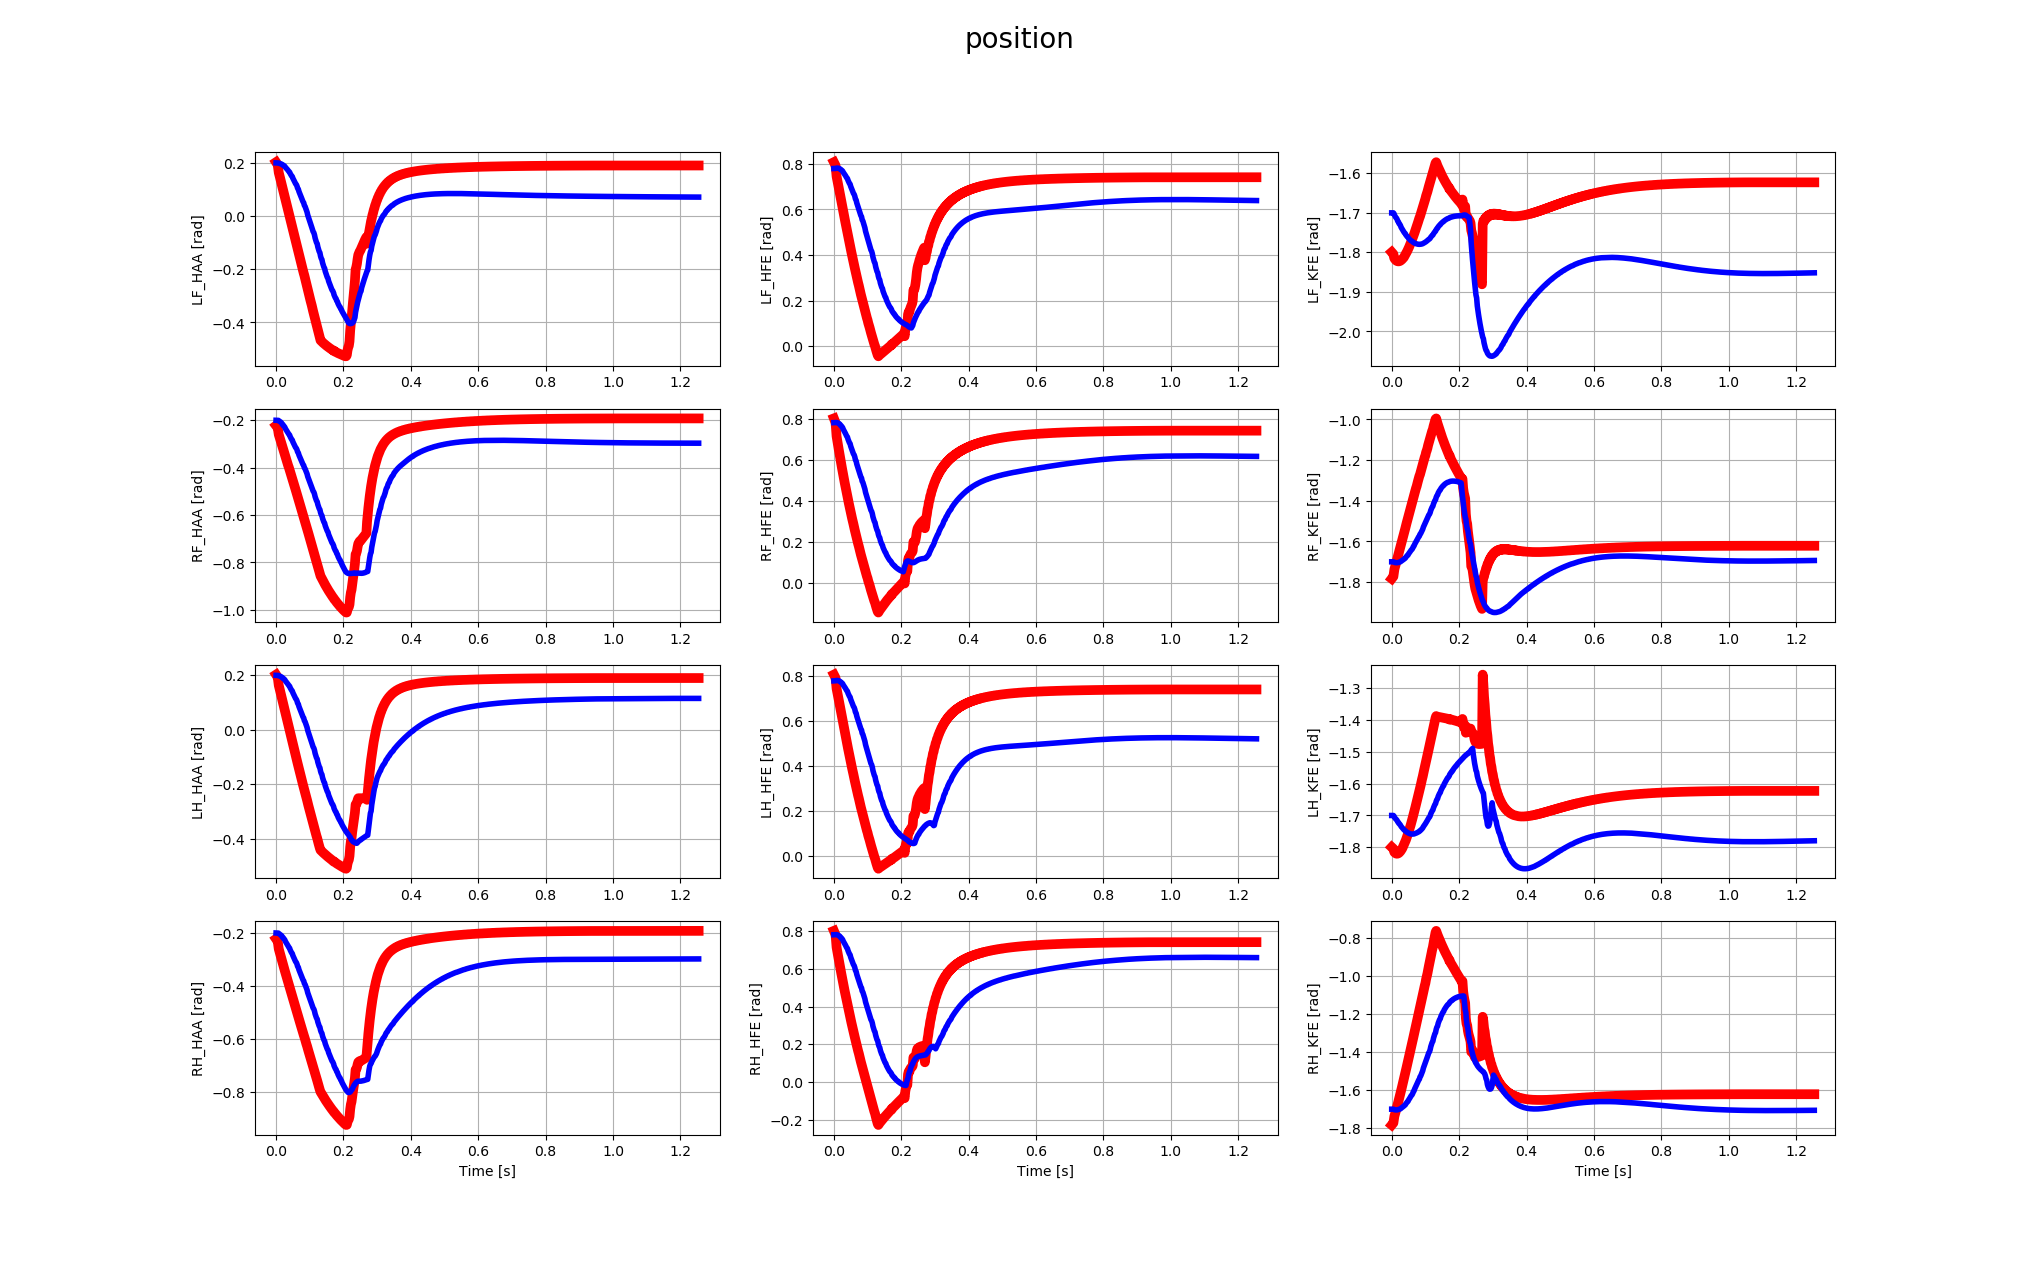 position
LF_HAA [rad]
0.2
0.0
−0.2
−0.4
0.0 0.2 0.4 0.6 0.8 1.0 1.2
LF_HFE [rad]
0.8
0.6
0.4
0.2
0.0
0.0 0.2 0.4 0.6 0.8 1.0 1.2
LF_KFE [rad]
−1.6
−1.7
−1.8
−1.9
−2.0
0.0 0.2 0.4 0.6 0.8 1.0 1.2
RF_HAA [rad]
−0.2
−0.4
−0.6
−0.8
−1.0
0.0 0.2 0.4 0.6 0.8 1.0 1.2
RF_HFE [rad]
0.8
0.6
0.4
0.2
0.0
0.0 0.2 0.4 0.6 0.8 1.0 1.2
RF_KFE [rad]
−1.0
−1.2
−1.4
−1.6
−1.8
0.0 0.2 0.4 0.6 0.8 1.0 1.2
LH_HAA [rad]
0.2
0.0
−0.2
−0.4
0.0 0.2 0.4 0.6 0.8 1.0 1.2
LH_HFE [rad]
0.8
0.6
0.4
0.2
0.0
0.0 0.2 0.4 0.6 0.8 1.0 1.2
LH_KFE [rad]
−1.3
−1.4
−1.5
−1.6
−1.7
−1.8
0.0 0.2 0.4 0.6 0.8 1.0 1.2
RH_HAA [rad]
−0.2
−0.4
−0.6
−0.8
0.0 0.2 0.4 0.6 0.8 1.0 1.2
Time [s]
RH_HFE [rad]
0.8
0.6
0.4
0.2
0.0
−0.2
0.0 0.2 0.4 0.6 0.8 1.0 1.2
Time [s]
RH_KFE [rad]
−0.8
−1.0
−1.2
−1.4
−1.6
−1.8
0.0 0.2 0.4 0.6 0.8 1.0 1.2
Time [s]